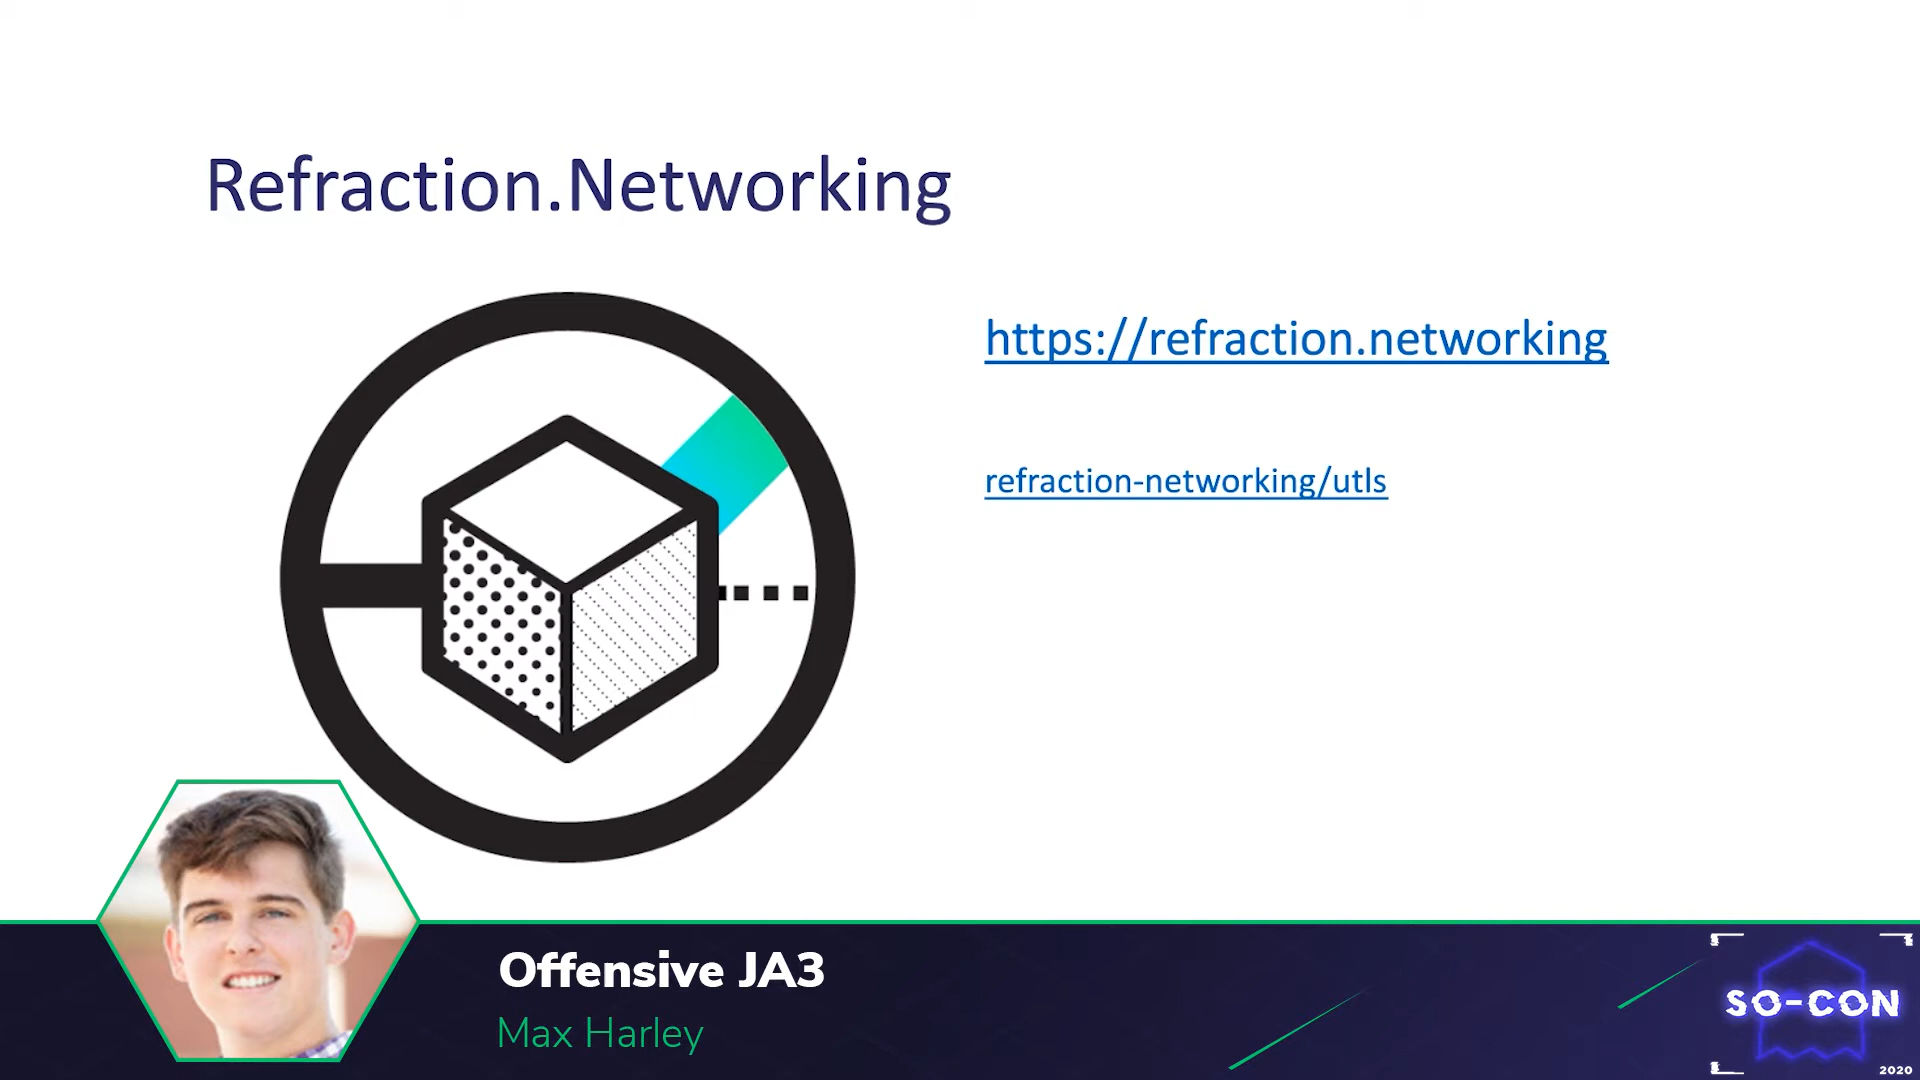 Refraction.Networking
https://refraction.networking
refraction-networking/utls
Offensive JA3
Max Harley
SO-CON
2020